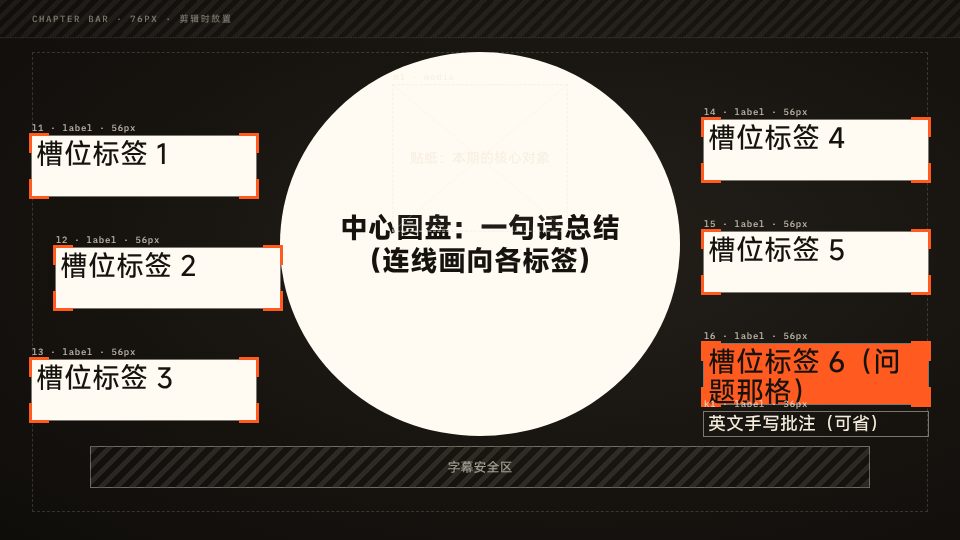 CHAPTER BAR · 76PX · 剪辑时放置
m1 · media
贴纸：本期的核心对象
中心圆盘：一句话总结
（连线画向各标签）
l1 · label · 56px
槽位标签 1
l2 · label · 56px
槽位标签 2
l3 · label · 56px
槽位标签 3
l4 · label · 56px
槽位标签 4
l5 · label · 56px
槽位标签 5
l6 · label · 56px
槽位标签 6（问
题那格）
k1 · label · 36px
英文手写批注（可省）
字幕安全区